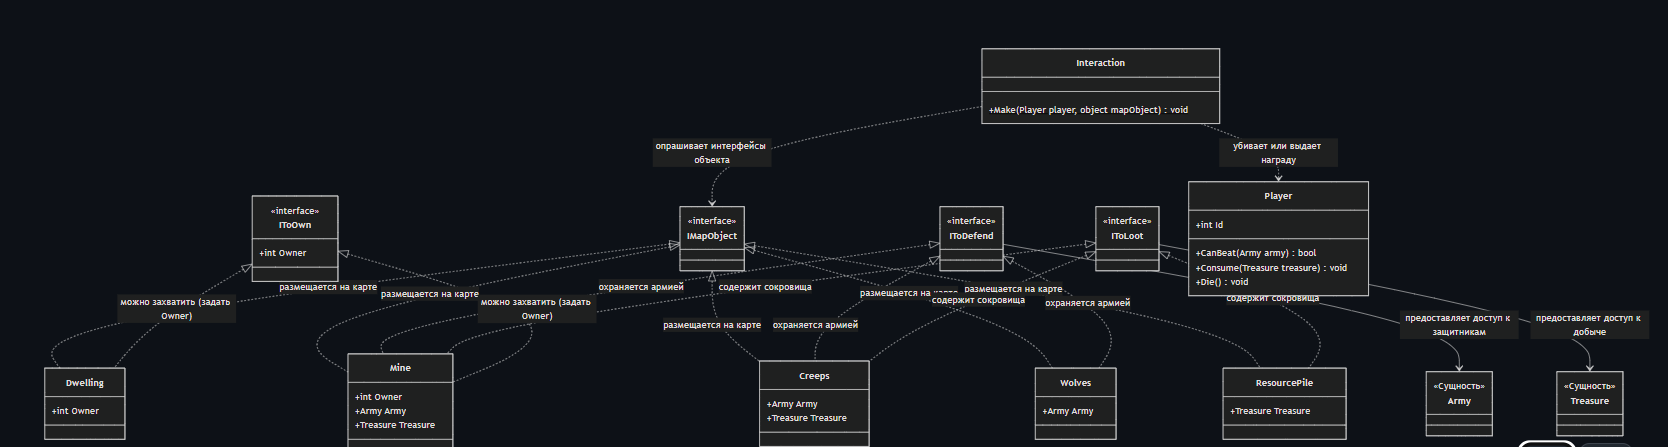 Interaction
+Make(Player player, object mapObject) : void
опрашивает интерфейсы
объекта
убивает или выдает
награду
«interface»
IToOwn
+int Owner
«interface»
IMapObject
«interface»
IToDefend
«interface»
IToLoot
Player
+int Id
+CanBeat(Army army) : bool
+Consume(Treasure treasure) : void
+Die() : void
можно захватить (задать
Owner)
размещается на карте
размещается на карте
можно захватить (задать
Owner)
охраняется армией
содержит сокровища
размещается на карте
охраняется армией
размещается на
содержит сокровища
размещается на карте
охраняется армией
содержит сокровища
предоставляет доступ к
защитникам
предоставляет доступ к
добыче
Dwelling
+int Owner
Mine
+int Owner
+Army Army
+Treasure Treasure
Creeps
+Army Army
+Treasure Treasure
Wolves
+Army Army
ResourcePile
+Treasure Treasure
«Сущность»
Army
«Сущность»
Treasure